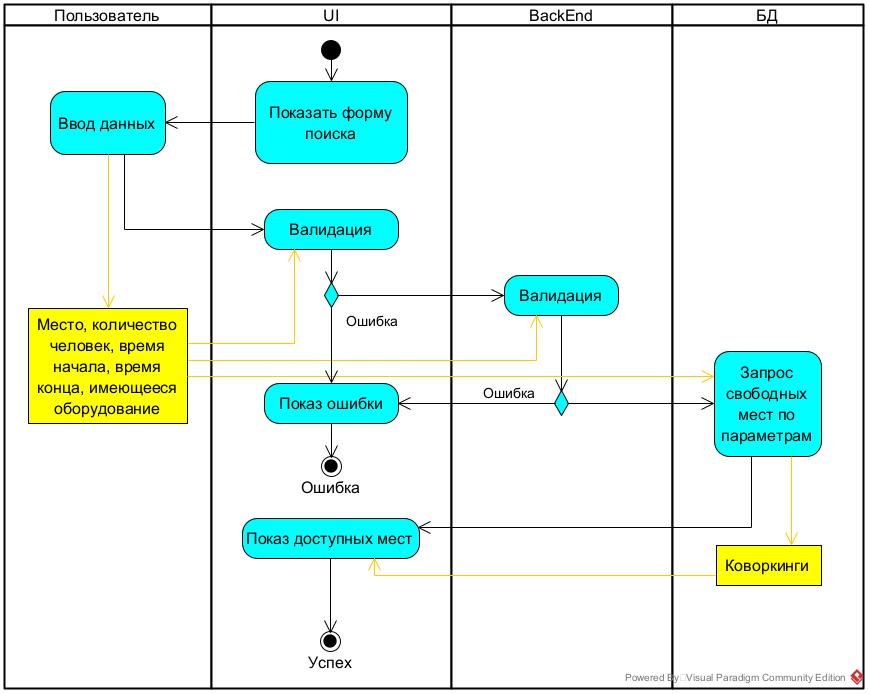 Пользователь
UI
BackEnd
БД
Показать форму
поиска
Ввод данных
Валидация
Валидация
Ошибка
Место, количество
человек, время
начала, время
конца, имеющееся
оборудование
Запрос
свободных
мест по
параметрам
Показ ошибки
Ошибка
Ошибка
Показ доступных мест
Коворкинги
Успех
Powered By Visual Paradigm Community Edition